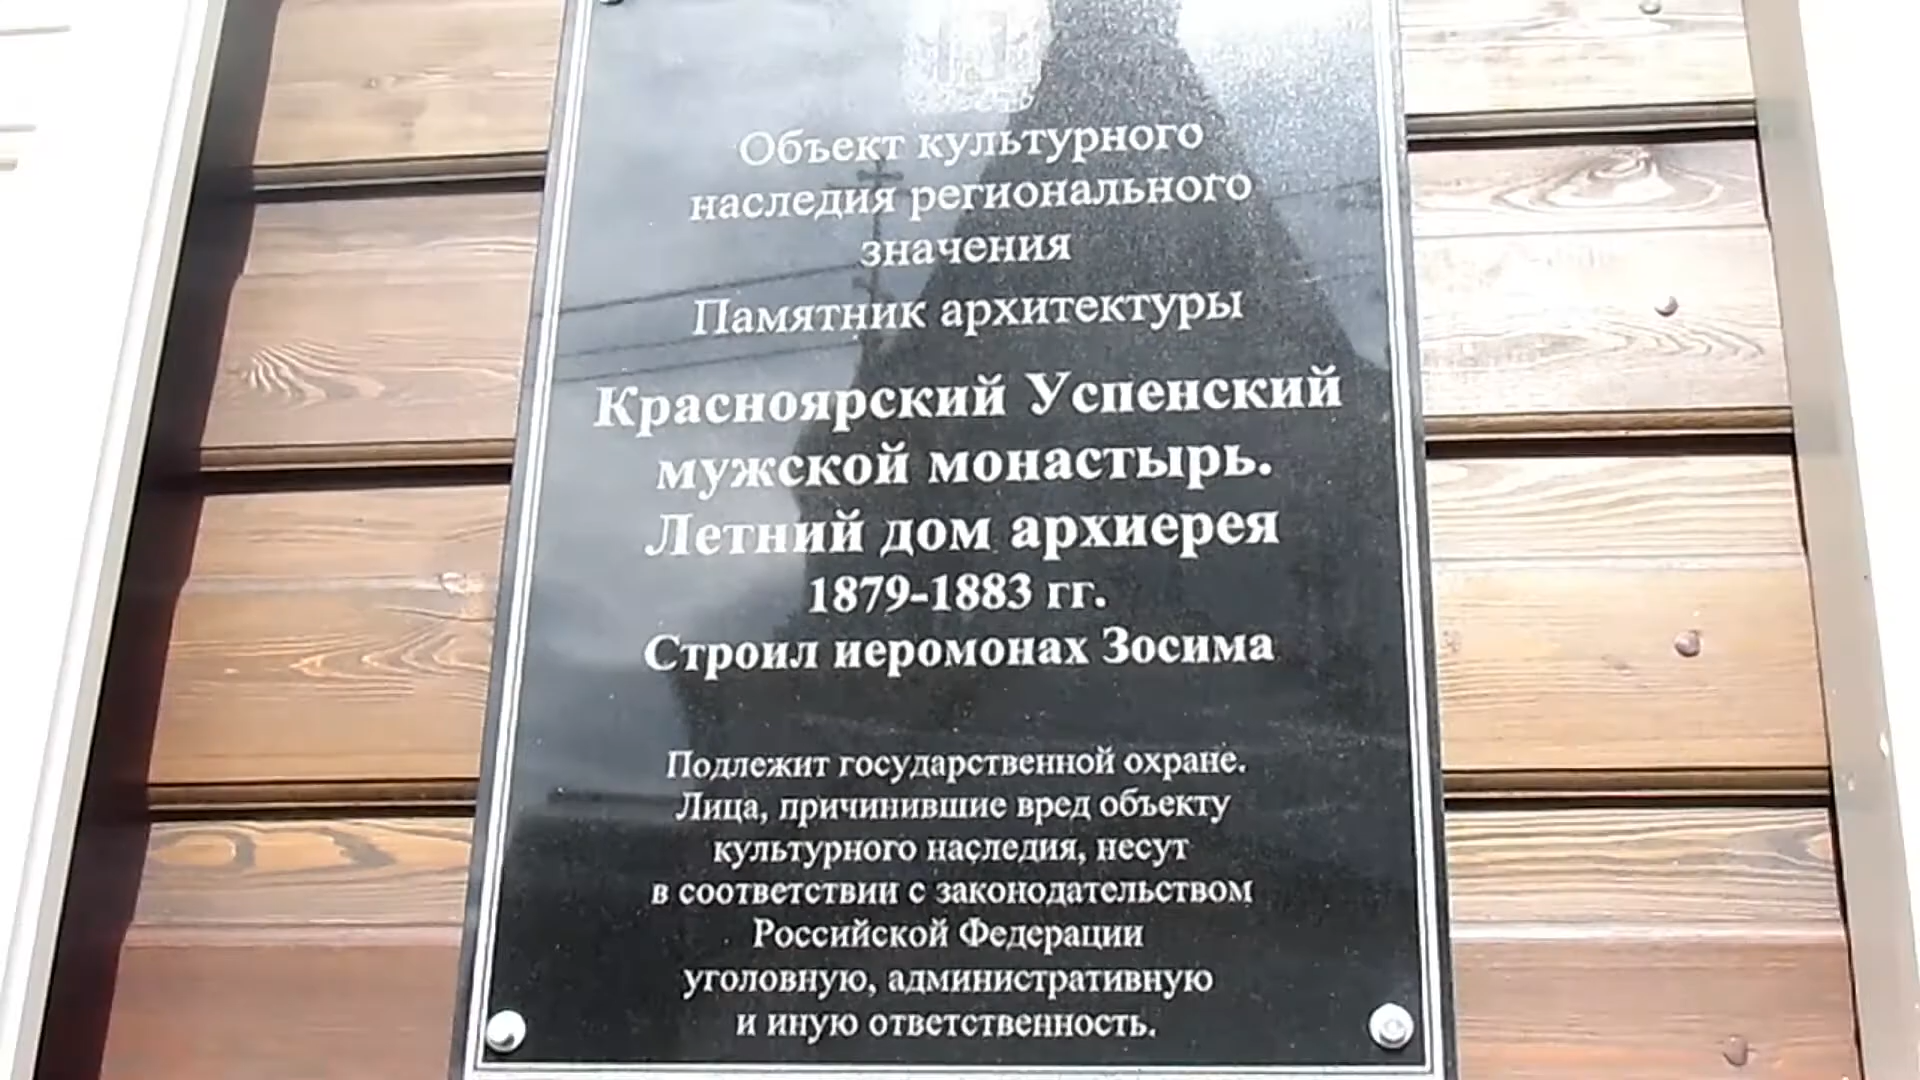 Объект культурного
наследия регионального
значения
Памятник архитектуры
Красноярский Успенский
мужской монастырь.
Летний дом архиерея
1879-1883 гг.
Строил иеромонах Зосима
Подлежит государственной охране.
Лица, причинившие вред объекту
культурного наследия, несут
в соответствии с законодательством
Российской Федерации
уголовную, административную
и иную ответственность.